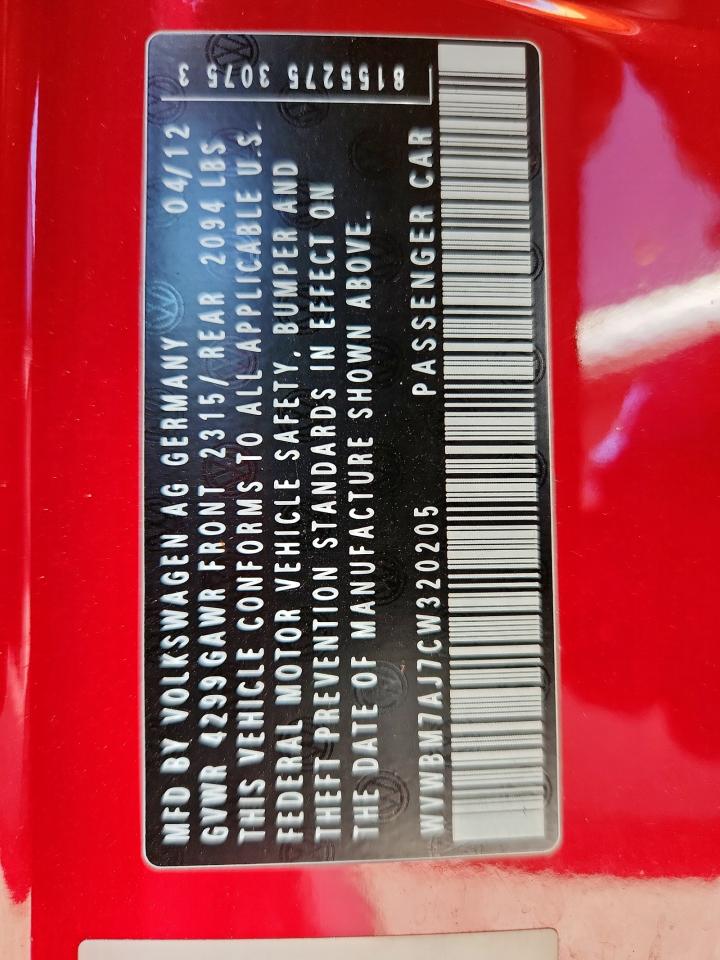 MFD BY VOLKSWAGEN AG GERMANY 04/12
GVWR 4299 GAWR FRONT 2315/REAR 2094 LBS
THIS VEHICLE CONFORMS TO ALL APPLICABLE U.S.
FEDERAL MOTOR VEHICLE SAFETY, BUMPER AND
THEFT PREVENTION STANDARDS IN EFFECT ON
THE DATE OF MANUFACTURE SHOWN ABOVE.
WVWBM7AJ7CW320205 PASSENGER CAR
8155275 3075 3